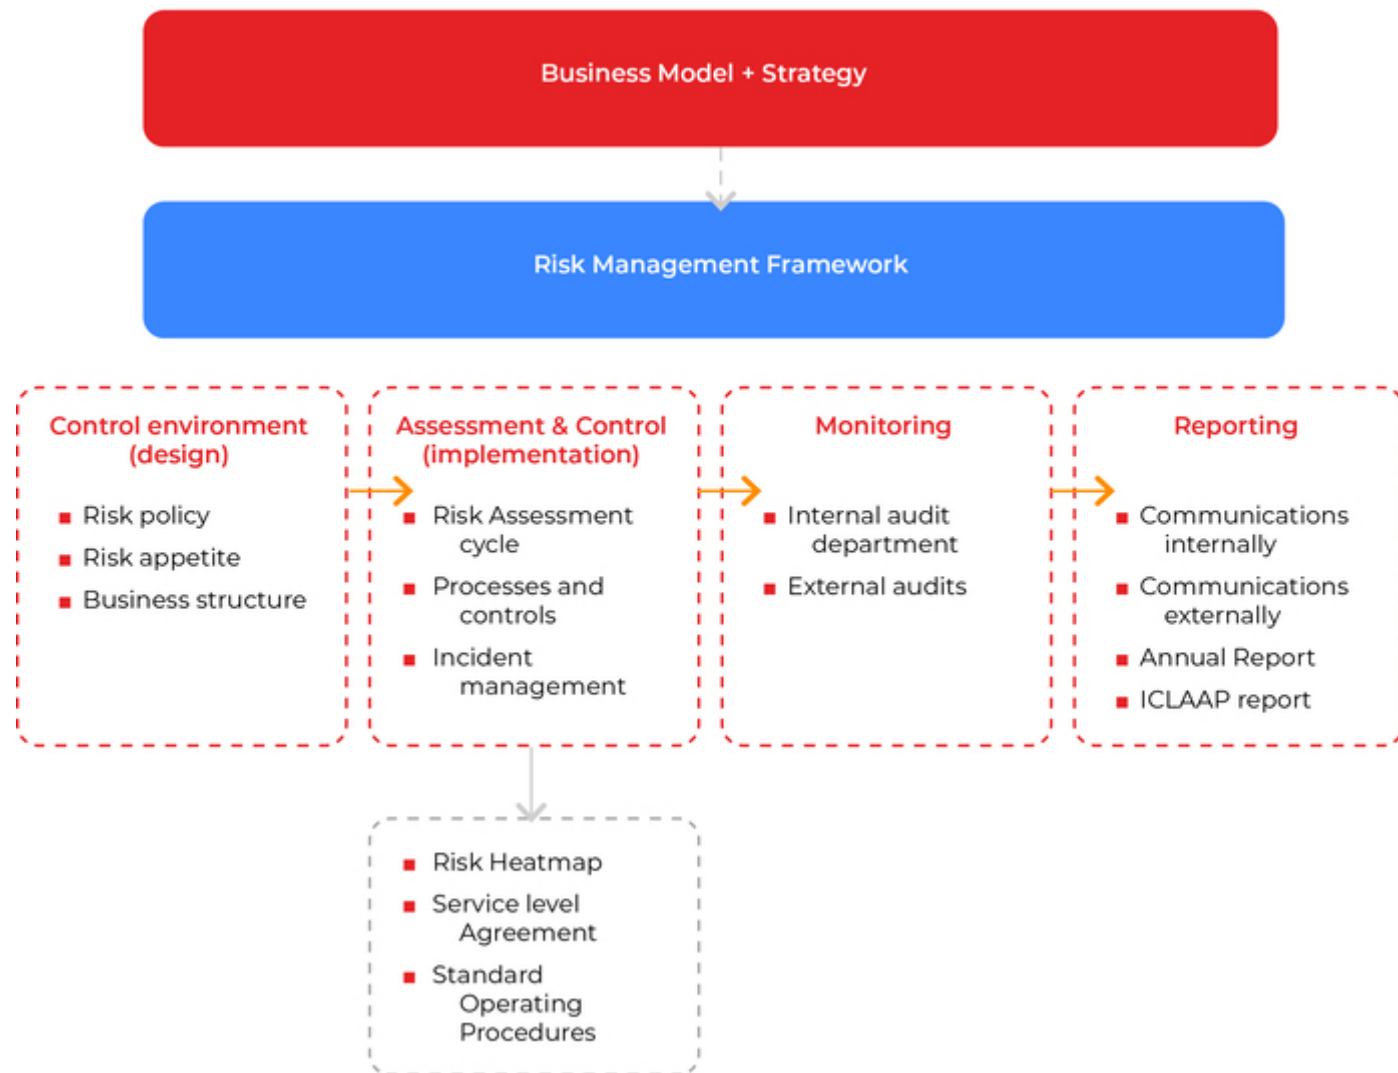 Business Model + Strategy
Risk Management Framework
Control environment
(design)
Risk policy
Risk appetite
Business structure
Assessment & Control
(implementation)
Risk Assessment
cycle
Processes and
controls
Incident
management
Monitoring
Internal audit
department
External audits
Reporting
Communications
internally
Communications
externally
Annual Report
ICLAAP report
Risk Heatmap
Service level
Agreement
Standard
Operating
Procedures